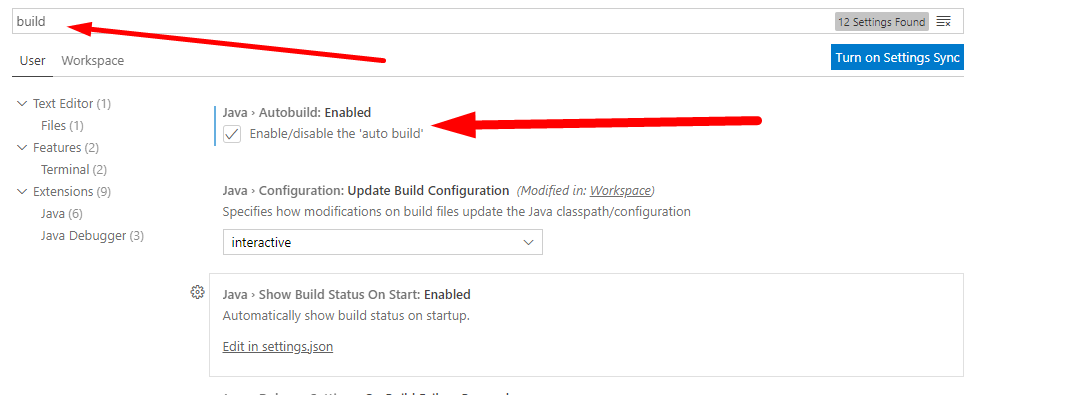 build
12 Settings Found
User Workspace
Turn on Settings Sync
Text Editor (1)
Files (1)
Features (2)
Terminal (2)
Extensions (9)
Java (6)
Java Debugger (3)
Java › Autobuild: Enabled
Enable/disable the 'auto build'
Java › Configuration: Update Build Configuration (Modified in: Workspace)
Specifies how modifications on build files update the Java classpath/configuration
interactive
Java › Show Build Status On Start: Enabled
Automatically show build status on startup.
Edit in settings.json